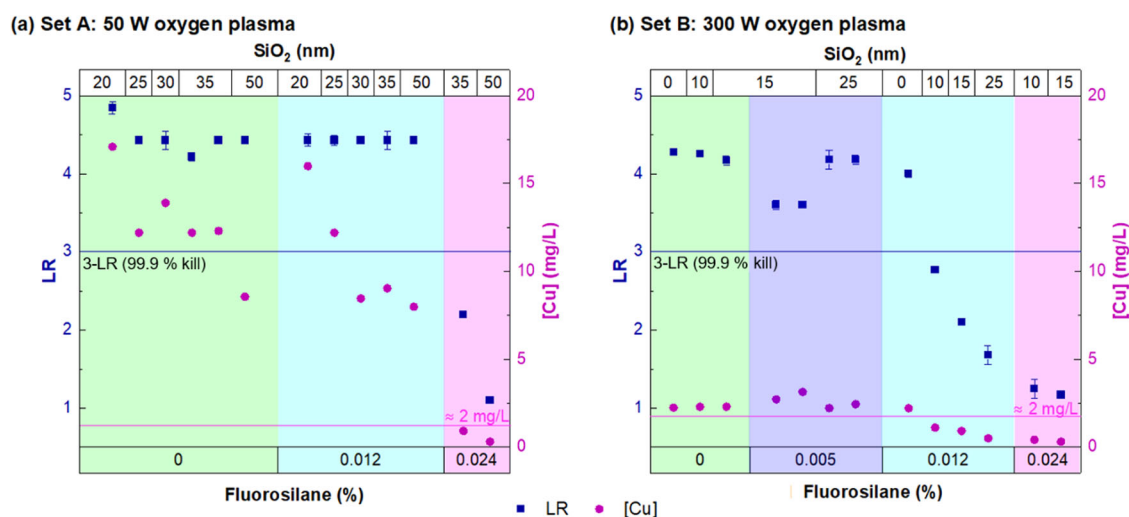 (a) Set A: 50 W oxygen plasma
SiO₂ (nm)
20 25 30 35 50 20 25 30 35 50 35 50
5
4
3
2
1
LR
20
15
10
5
0
[Cu] (mg/L)
3-LR (99.9 % kill)
≈ 2 mg/L
0 0.012 0.024
Fluorosilane (%)
(b) Set B: 300 W oxygen plasma
SiO₂ (nm)
0 10 15 25 0 10 15 25 10 15
5
4
3
2
1
LR
20
15
10
5
0
[Cu] (mg/L)
3-LR (99.9 % kill)
≈ 2 mg/L
0 0.005 0.012 0.024
Fluorosilane (%)
LR [Cu]